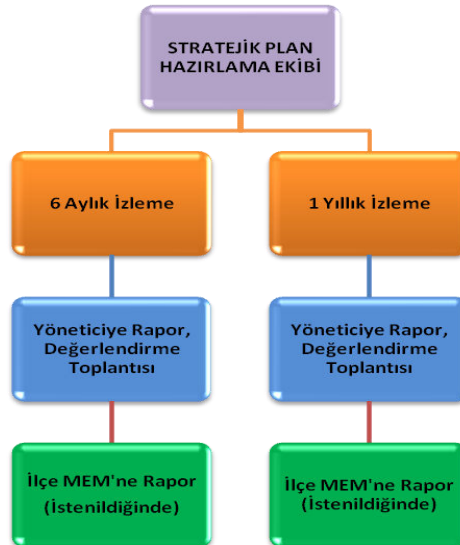 STRATEJİK PLAN
HAZIRLAMA EKİBİ
6 Aylık İzleme
1 Yıllık İzleme
Yöneticiye Rapor,
Değerlendirme
Toplantısı
Yöneticiye Rapor,
Değerlendirme
Toplantısı
İlçe MEM'ne Rapor
(İstenildiğinde)
İlçe MEM'ne Rapor
(İstenildiğinde)